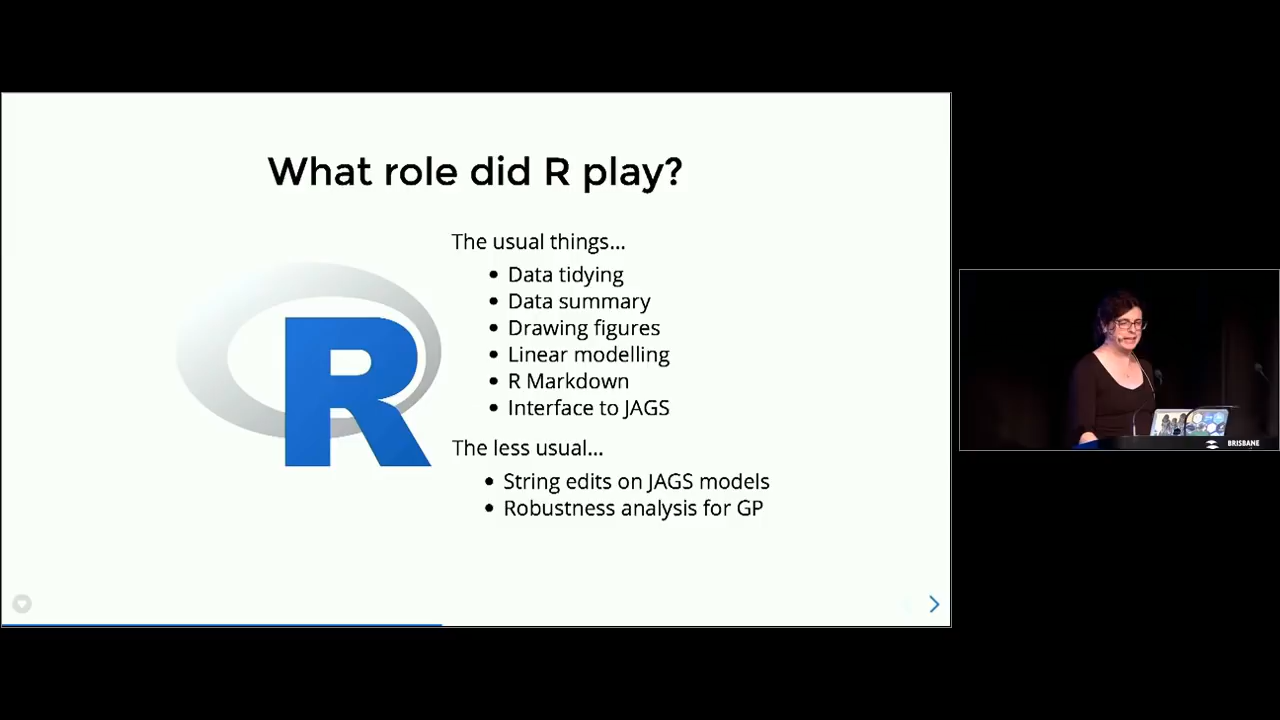 What role did R play?
The usual things...
Data tidying
Data summary
Drawing figures
Linear modelling
R Markdown
Interface to JAGS
The less usual...
String edits on JAGS models
Robustness analysis for GP
R
BRISBANE